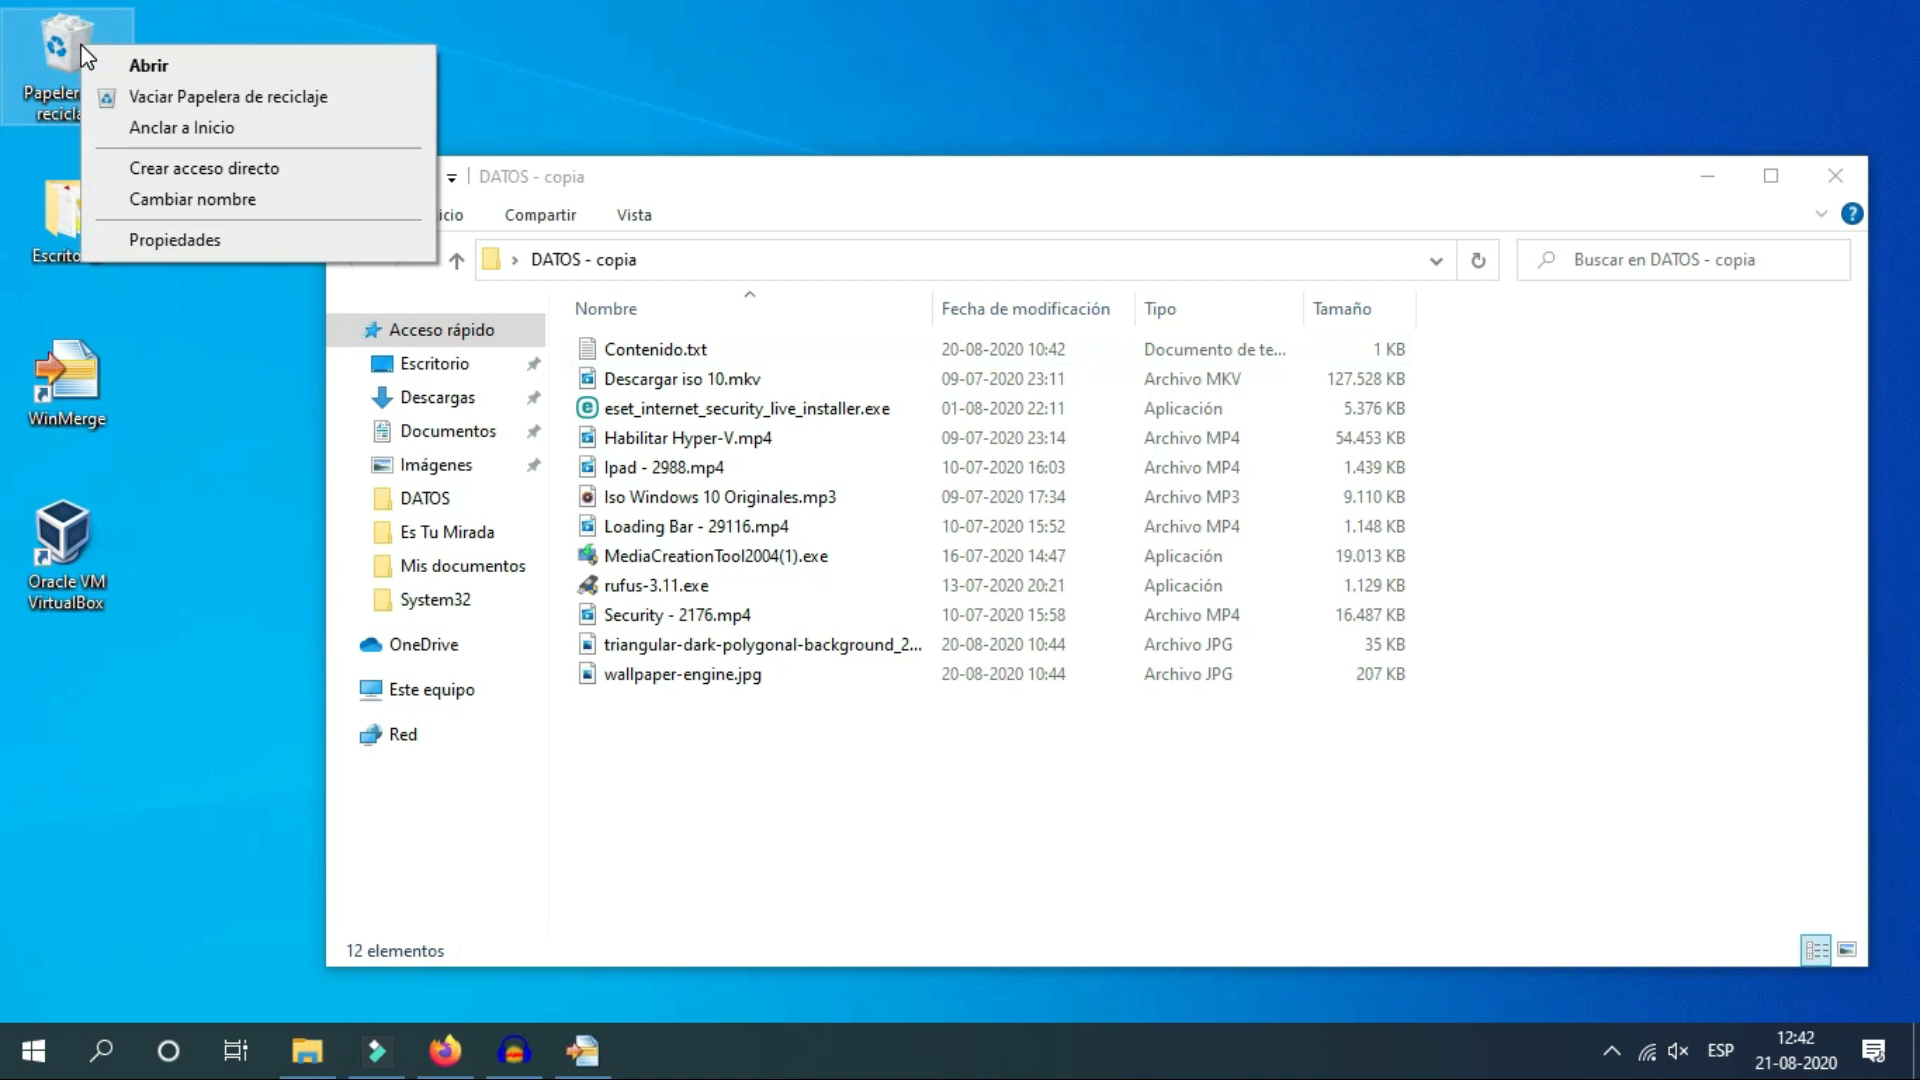 Papeler
recicla
Abrir
Vaciar Papelera de reciclaje
Anclar a Inicio
Crear acceso directo
Cambiar nombre
Propiedades
Escrito
WinMerge
Oracle VM
VirtualBox
DATOS - copia
icio Compartir Vista
DATOS - copia
Buscar en DATOS - copia
Acceso rápido
Escritorio
Descargas
Documentos
Imágenes
DATOS
Es Tu Mirada
Mis documentos
System32
OneDrive
Este equipo
Red
Nombre Fecha de modificación Tipo Tamaño
Contenido.txt 20-08-2020 10:42 Documento de te... 1 KB
Descargar iso 10.mkv 09-07-2020 23:11 Archivo MKV 127.528 KB
eset_internet_security_live_installer.exe 01-08-2020 22:11 Aplicación 5.376 KB
Habilitar Hyper-V.mp4 09-07-2020 23:14 Archivo MP4 54.453 KB
Ipad - 2988.mp4 10-07-2020 16:03 Archivo MP4 1.439 KB
Iso Windows 10 Originales.mp3 09-07-2020 17:34 Archivo MP3 9.110 KB
Loading Bar - 29116.mp4 10-07-2020 15:52 Archivo MP4 1.148 KB
MediaCreationTool2004(1).exe 16-07-2020 14:47 Aplicación 19.013 KB
rufus-3.11.exe 13-07-2020 20:21 Aplicación 1.129 KB
Security - 2176.mp4 10-07-2020 15:58 Archivo MP4 16.487 KB
triangular-dark-polygonal-background_2... 20-08-2020 10:44 Archivo JPG 35 KB
wallpaper-engine.jpg 20-08-2020 10:44 Archivo JPG 207 KB
12 elementos
ESP
12:42
21-08-2020